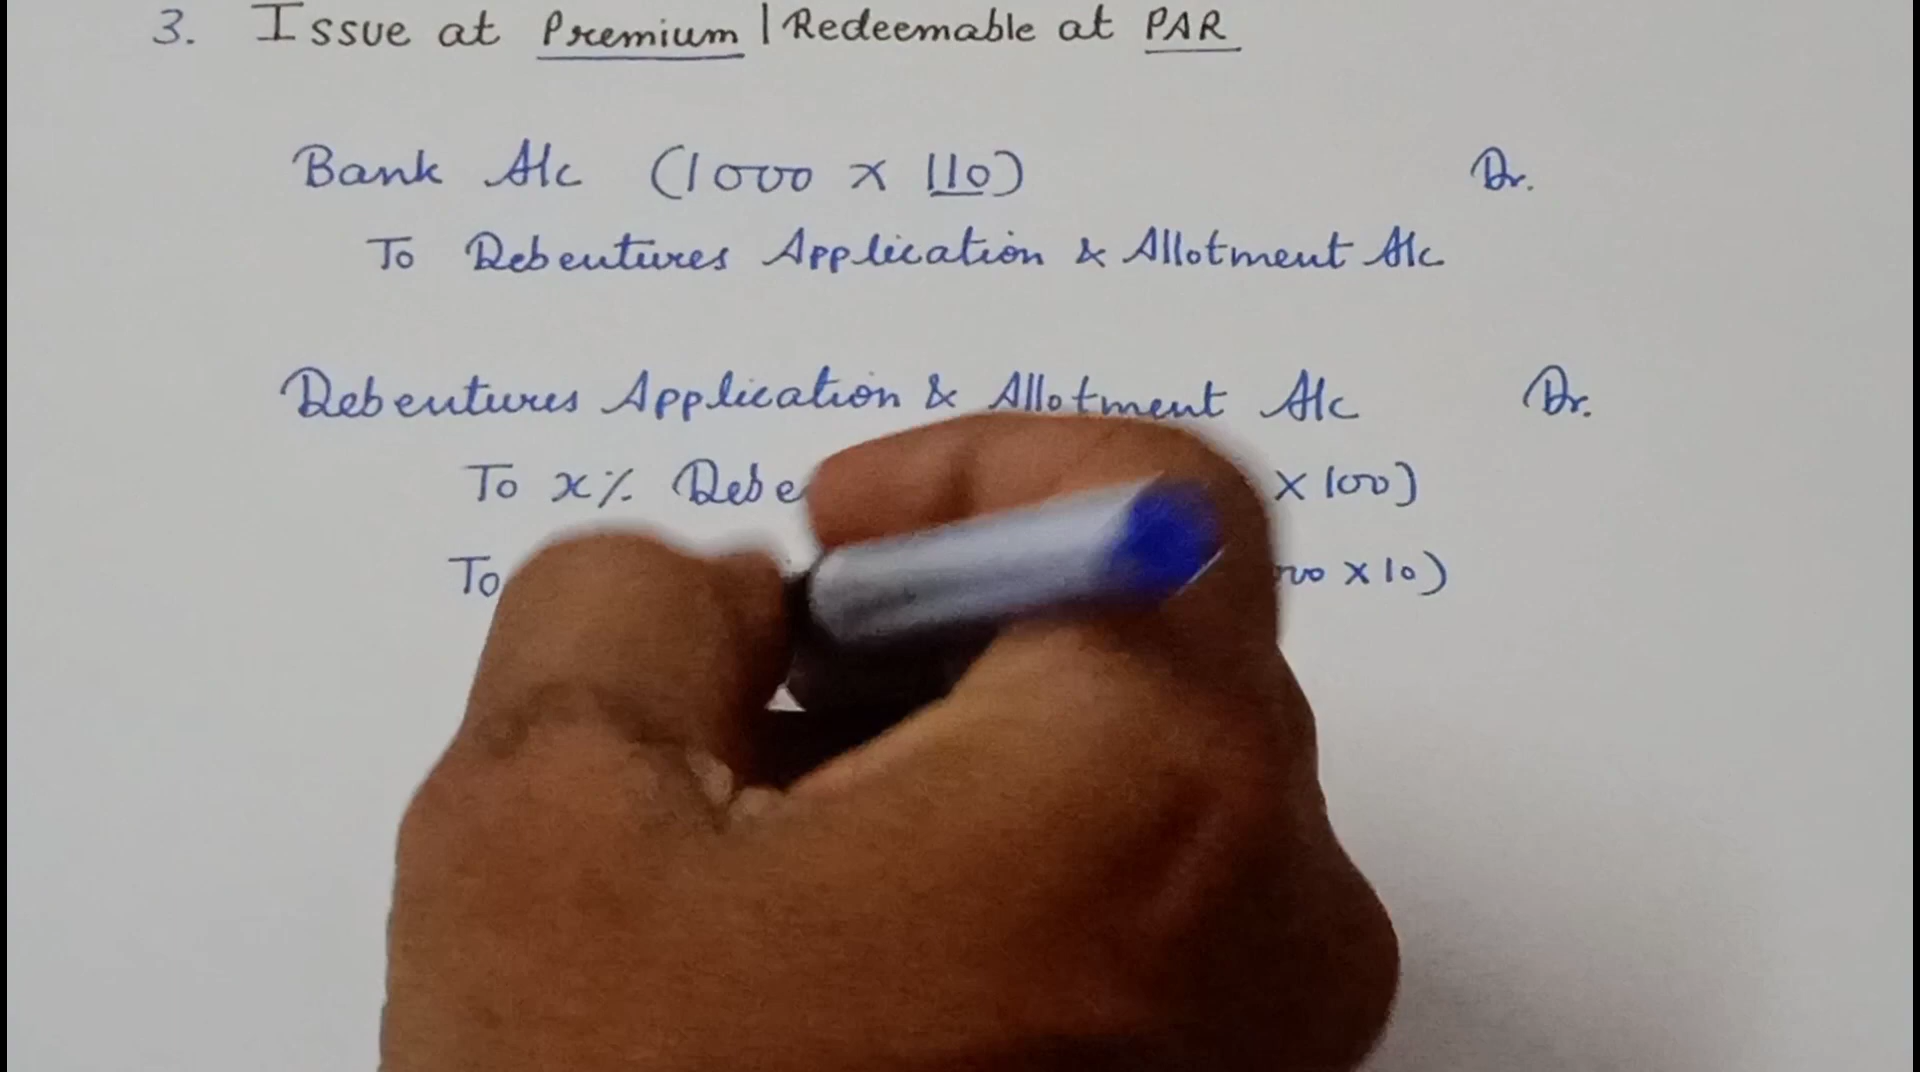 3. Issue at Premium | Redeemable at PAR
Bank A/c (1000 x 110) Dr.
To Debentures Application & Allotment A/c
Debentures Application & Allotment A/c Dr.
To x% Debe x 100)
To x 10)